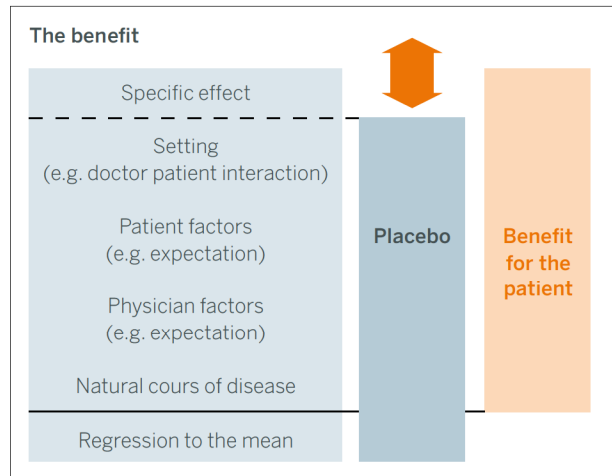 The benefit
Specific effect
Setting
(e.g. doctor patient interaction)
Patient factors
(e.g. expectation)
Physician factors
(e.g. expectation)
Natural cours of disease
Regression to the mean
Placebo
Benefit
for the
patient